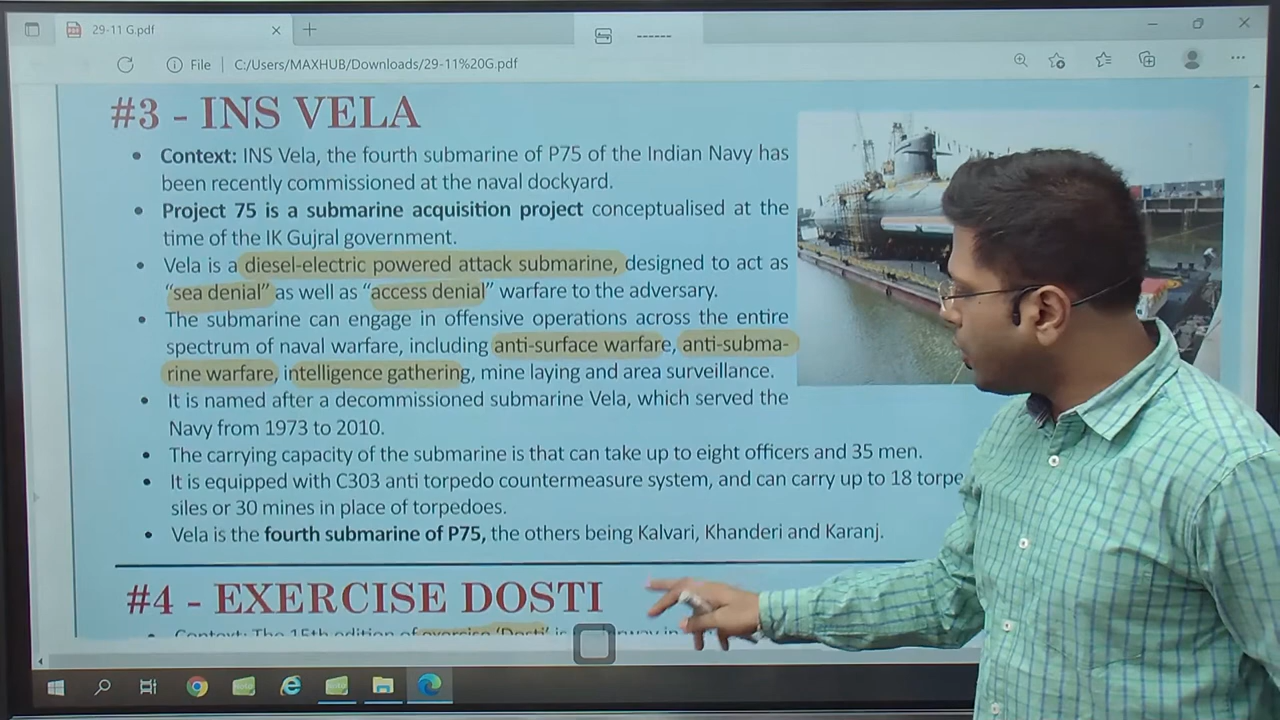 29-11 G.pdf
------
File
C:/Users/MAXHUB/Downloads/29-11%20G.pdf
#3 - INS VELA
• Context: INS Vela, the fourth submarine of P75 of the Indian Navy has
been recently commissioned at the naval dockyard.
• Project 75 is a submarine acquisition project conceptualised at the
time of the IK Gujral government.
• Vela is a diesel-electric powered attack submarine, designed to act as
“sea denial” as well as “access denial” warfare to the adversary.
• The submarine can engage in offensive operations across the entire
spectrum of naval warfare, including anti-surface warfare, anti-subma-
rine warfare, intelligence gathering, mine laying and area surveillance.
• It is named after a decommissioned submarine Vela, which served the
Navy from 1973 to 2010.
• The carrying capacity of the submarine is that can take up to eight officers and 35 men.
• It is equipped with C303 anti torpedo countermeasure system, and can carry up to 18 torpe
siles or 30 mines in place of torpedoes.
• Vela is the fourth submarine of P75, the others being Kalvari, Khanderi and Karanj.
#4 - EXERCISE DOSTI
• Context: The 15th edition of exercise 'Dosti' is